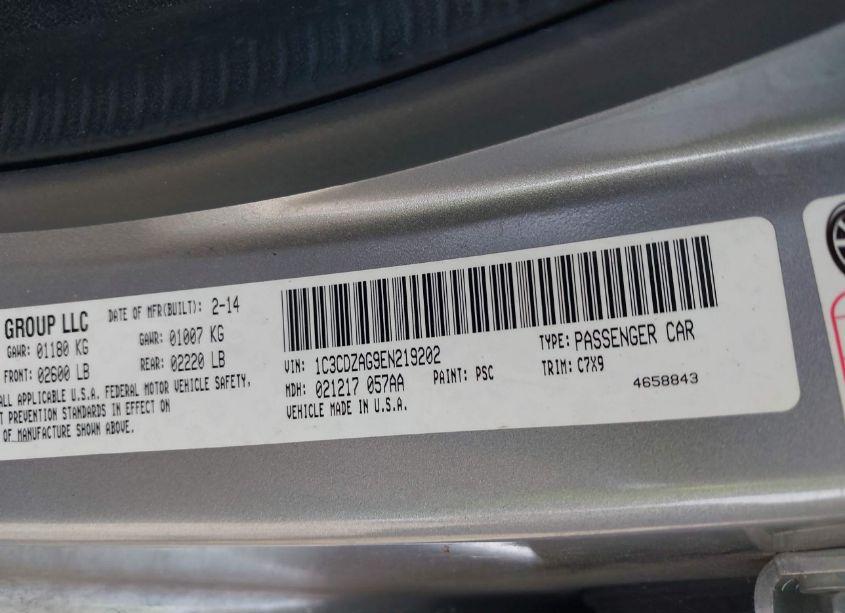 GROUP LLC DATE OF MFR(BUILT): 2-14
GAWR: 01180 KG GAWR: 01007 KG
FRONT: 02600 LB REAR: 02220 LB
ALL APPLICABLE U.S.A. FEDERAL MOTOR VEHICLE SAFETY,
PREVENTION STANDARDS IN EFFECT ON
OF MANUFACTURE SHOWN ABOVE.
VIN: 1C3CDZAG9EN219202 TYPE: PASSENGER CAR
MDH: 021217 057AA PAINT: PSC TRIM: C7X9
VEHICLE MADE IN U.S.A. 4658843